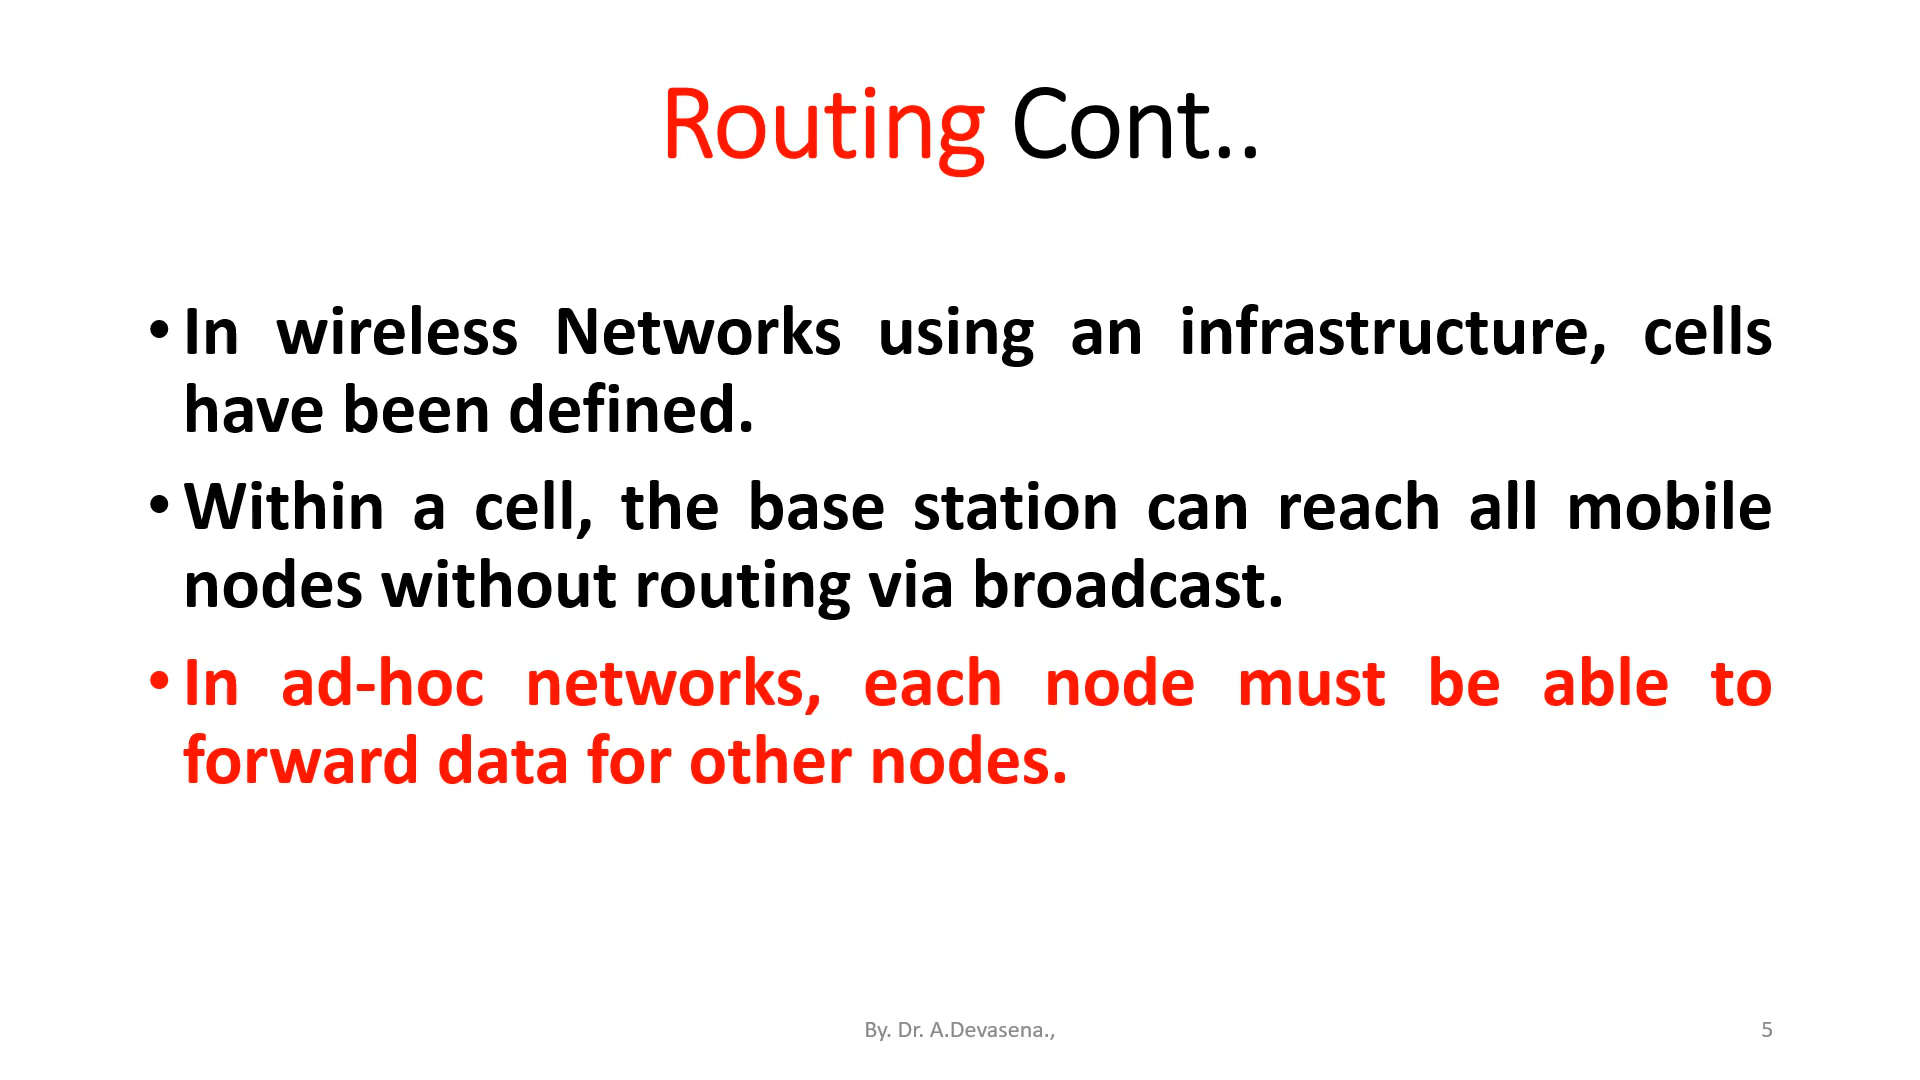 Routing Cont..
• In wireless Networks using an infrastructure, cells
have been defined.
• Within a cell, the base station can reach all mobile
nodes without routing via broadcast.
• In ad-hoc networks, each node must be able to
forward data for other nodes.
By. Dr. A.Devasena.,
5